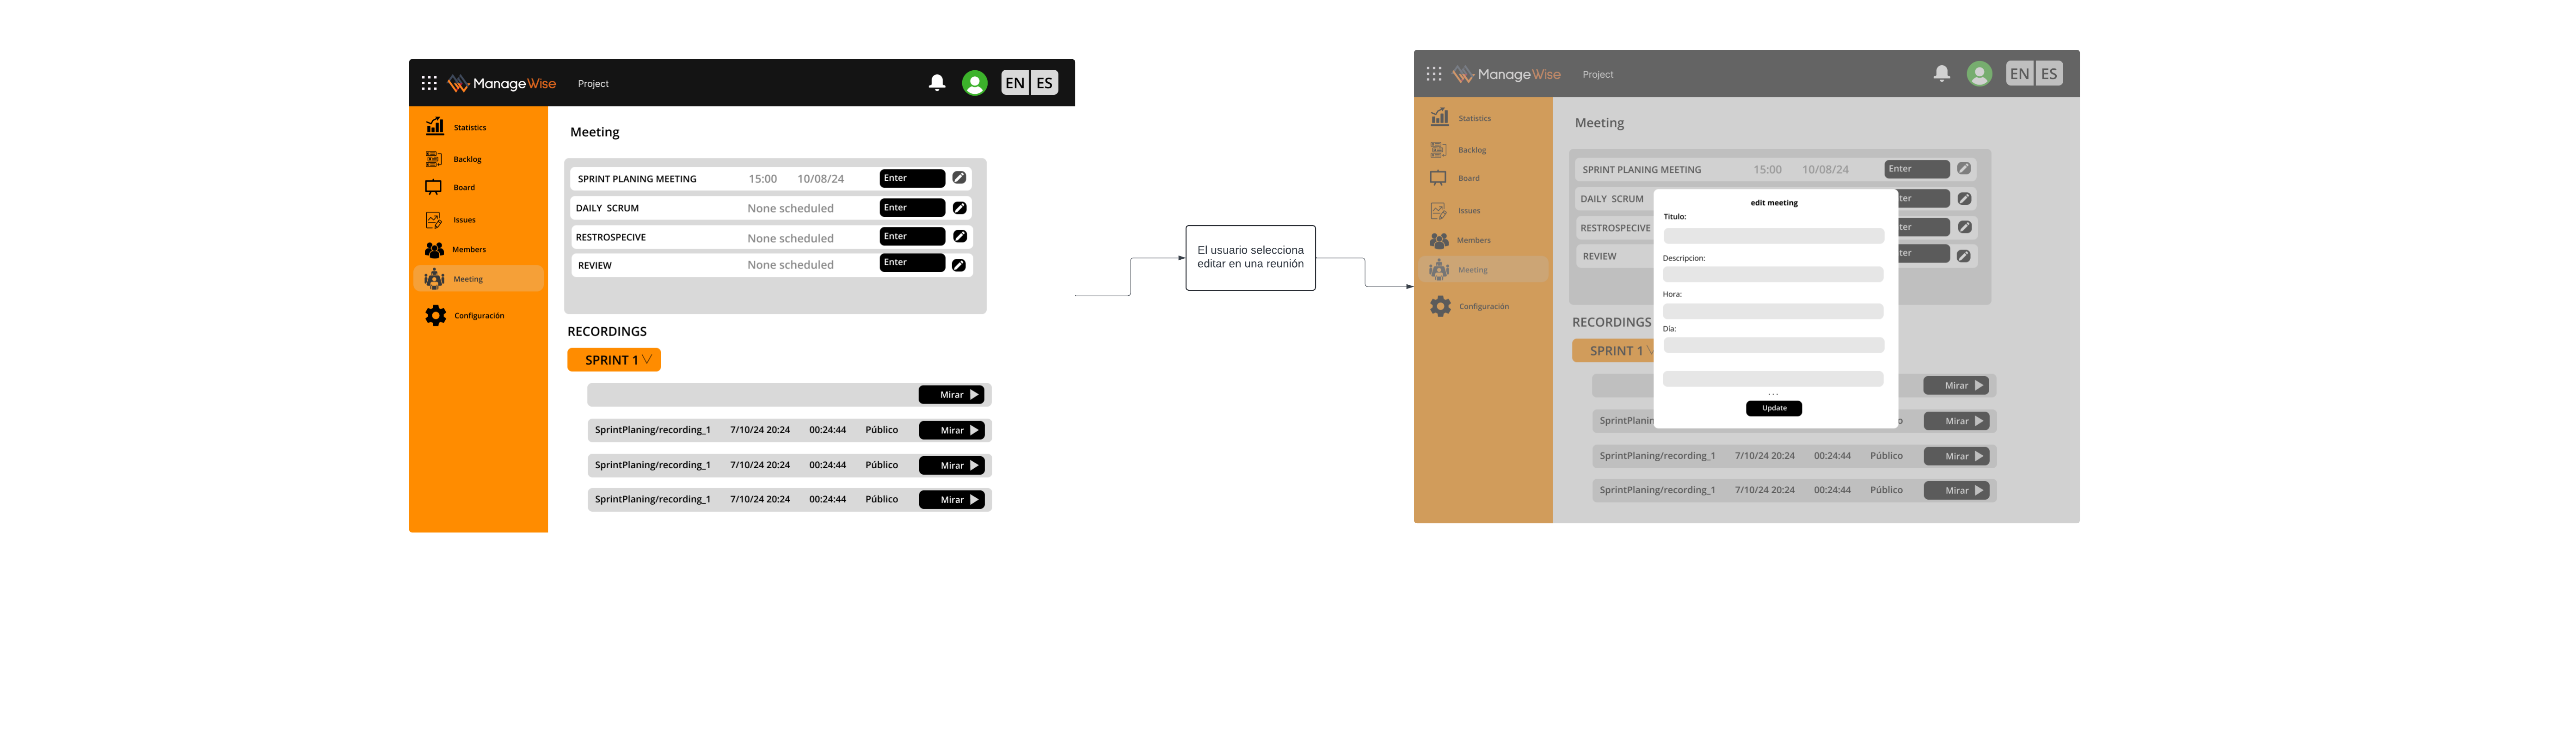 ManageWise Project EN ES
Statistics
Backlog
Board
Issues
Members
Meeting
Configuración
Meeting
SPRINT PLANING MEETING 15:00 10/08/24 Enter
DAILY SCRUM None scheduled Enter
RESTROSPECIVE None scheduled Enter
REVIEW None scheduled Enter
RECORDINGS
SPRINT 1
Mirar
SprintPlaning/recording_1 7/10/24 20:24 00:24:44 Público Mirar
SprintPlaning/recording_1 7/10/24 20:24 00:24:44 Público Mirar
SprintPlaning/recording_1 7/10/24 20:24 00:24:44 Público Mirar
El usuario selecciona
editar en una reunión
ManageWise Project EN ES
Statistics
Backlog
Board
Issues
Members
Meeting
Configuración
Meeting
SPRINT PLANING MEETING 15:00 10/08/24 Enter
DAILY SCRUM ter
RESTROSPECIVE ter
REVIEW ter
RECORDINGS
SPRINT 1
Mirar
SprintPlanin o Mirar
SprintPlaning/recording_1 7/10/24 20:24 00:24:44 Público Mirar
SprintPlaning/recording_1 7/10/24 20:24 00:24:44 Público Mirar
edit meeting
Titulo:
Descripcion:
Hora:
Día:
...
Update